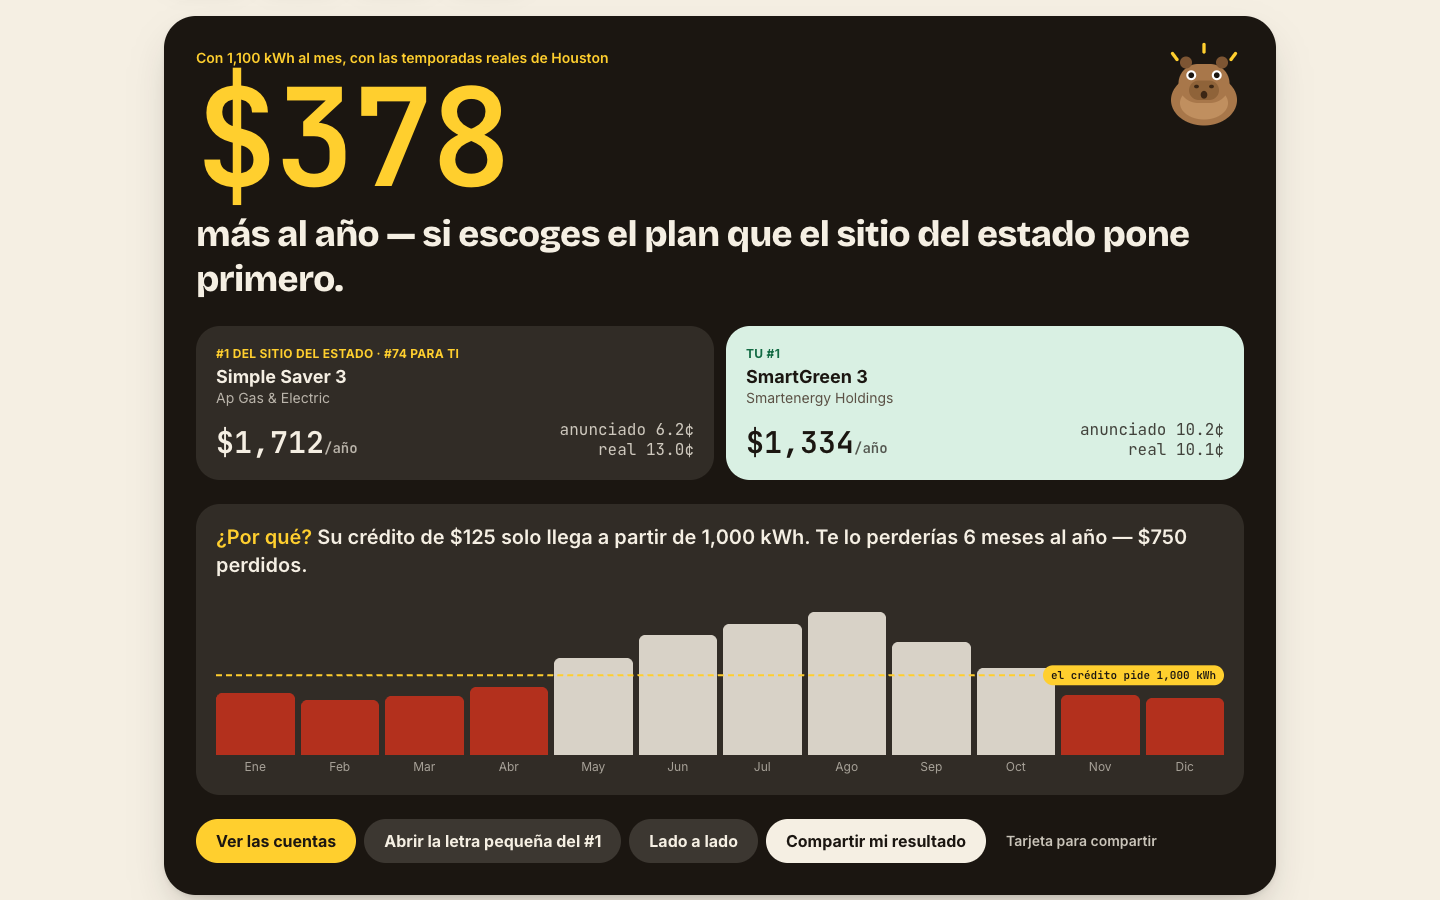 Con 1,100 kWh al mes, con las temporadas reales de Houston
$378
más al año — si escoges el plan que el sitio del estado pone
primero.
#1 DEL SITIO DEL ESTADO · #74 PARA TI
Simple Saver 3
Ap Gas & Electric
$1,712/año
anunciado 6.2¢
real 13.0¢
TU #1
SmartGreen 3
Smartenergy Holdings
$1,334/año
anunciado 10.2¢
real 10.1¢
¿Por qué? Su crédito de $125 solo llega a partir de 1,000 kWh. Te lo perderías 6 meses al año — $750
perdidos.
el crédito pide 1,000 kWh
Ene Feb Mar Abr May Jun Jul Ago Sep Oct Nov Dic
Ver las cuentas
Abrir la letra pequeña del #1
Lado a lado
Compartir mi resultado
Tarjeta para compartir